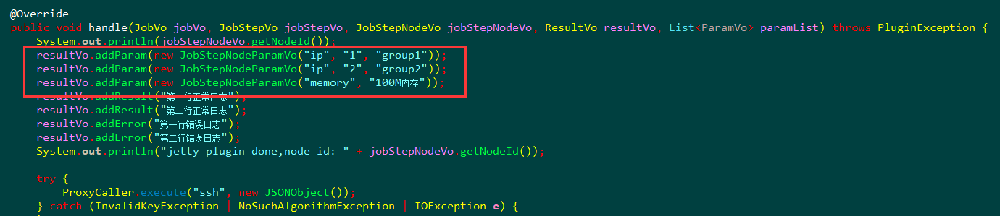 @Override
public void handle(JobVo jobVo, JobStepVo jobStepVo, JobStepNodeVo jobStepNodeVo, ResultVo resultVo, List<ParamVo> paramList) throws PluginException {
System.out.println(jobStepNodeVo.getNodeId());
resultVo.addParam(new JobStepNodeParamVo("ip", "1", "group1"));
resultVo.addParam(new JobStepNodeParamVo("ip", "2", "group2"));
resultVo.addParam(new JobStepNodeParamVo("memory", "100M内存"));
resultVo.addResult("第一行正常日志");
resultVo.addResult("第二行正常日志");
resultVo.addError("第一行错误日志");
resultVo.addError("第二行错误日志");
System.out.println("jetty plugin done,node id: " + jobStepNodeVo.getNodeId());
try {
ProxyCaller.execute("ssh", new JSONObject());
} catch (InvalidKeyException | NoSuchAlgorithmException | IOException e) {